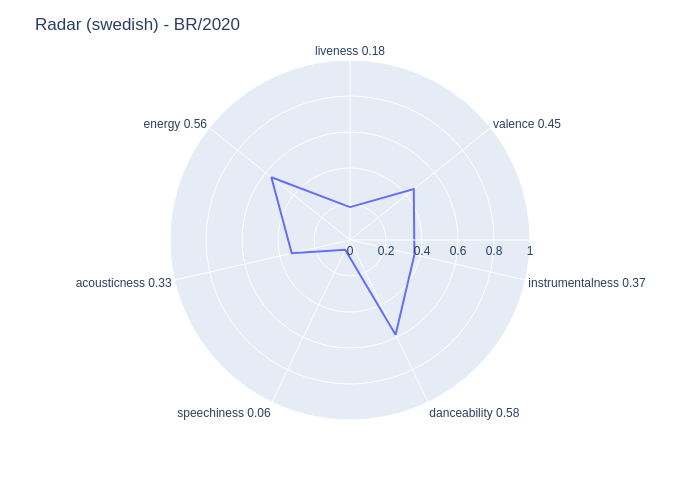 Radar (swedish) - BR/2020
liveness 0.18
energy 0.56
valence 0.45
0 0.2 0.4 0.6 0.8 1
acousticness 0.33
instrumentalness 0.37
speechiness 0.06
danceability 0.58